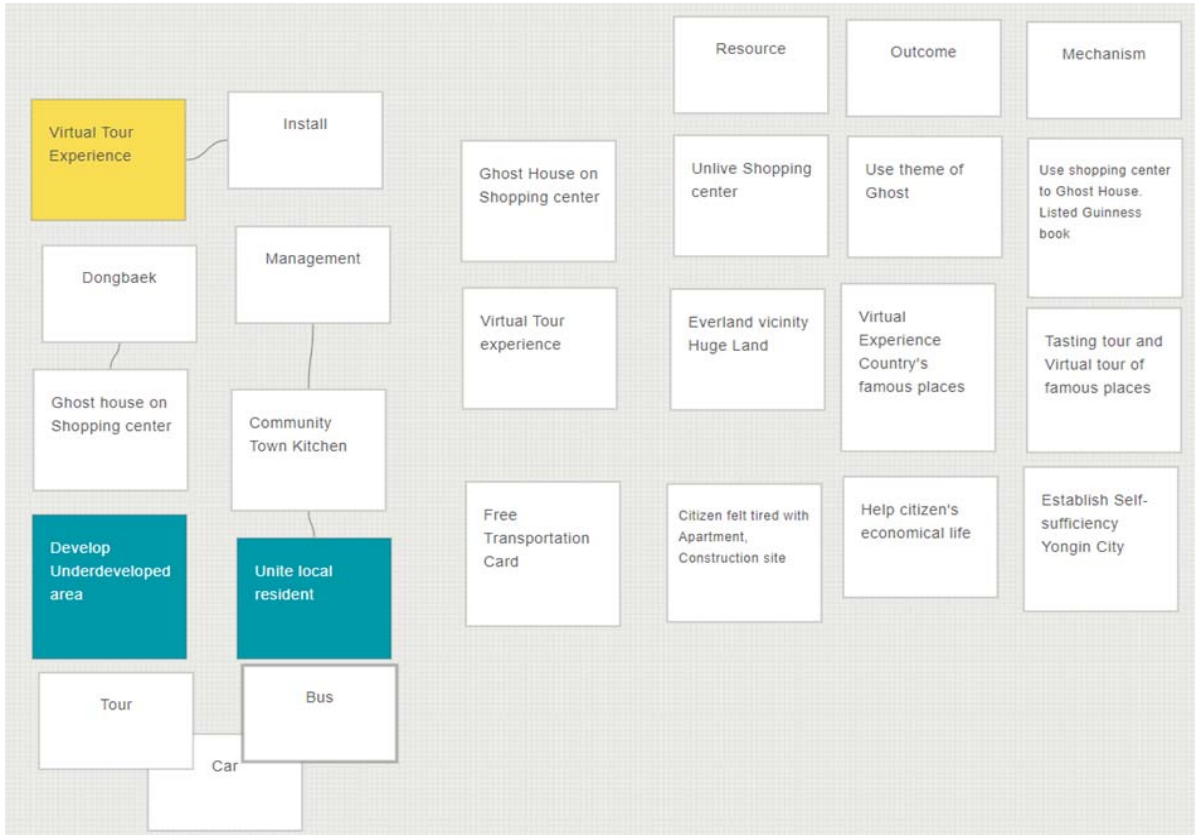 Virtual Tour
Experience
Install
Dongbaek
Management
Ghost house on
Shopping center
Community
Town Kitchen
Develop
Underdeveloped
area
Unite local
resident
Tour
Bus
Car
Resource
Outcome
Mechanism
Ghost House on
Shopping center
Unlive Shopping
center
Use theme of
Ghost
Use shopping center
to Ghost House.
Listed Guinness
book
Virtual Tour
experience
Everland vicinity
Huge Land
Virtual
Experience
Country's
famous places
Tasting tour and
Virtual tour of
famous places
Free
Transportation
Card
Citizen felt tired with
Apartment,
Construction site
Help citizen's
economical life
Establish Self-
sufficiency
Yongin City